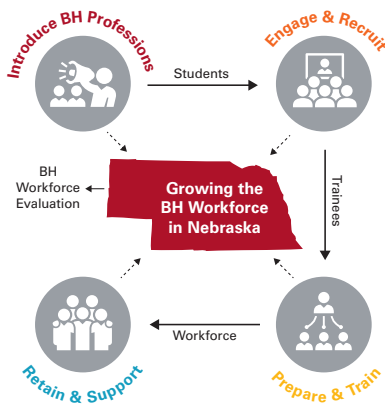 Introduce BH Professions
Engage & Recruit
Students
BH
Workforce
Evaluation
Growing the
BH Workforce
in Nebraska
Trainees
Workforce
Retain & Support
Prepare & Train